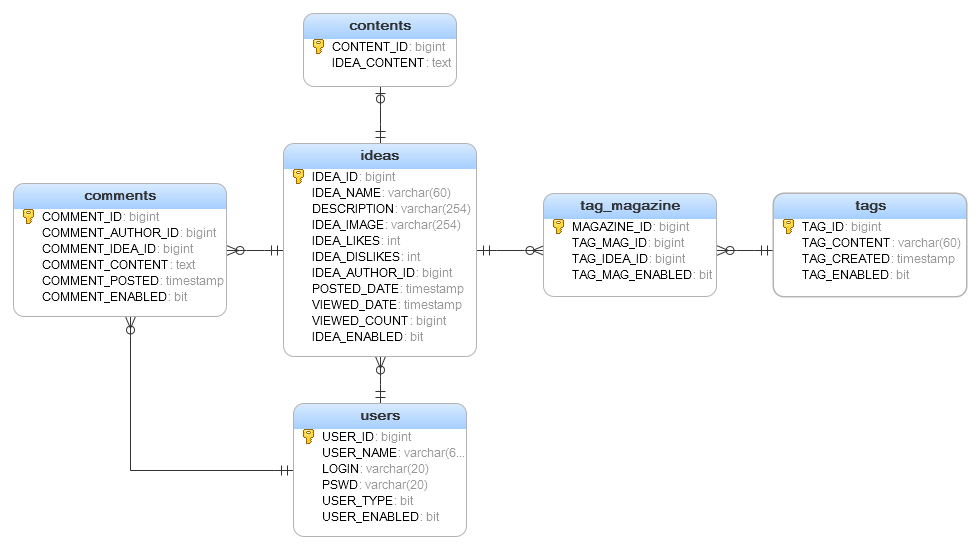 contents
CONTENT_ID: bigint
IDEA_CONTENT: text
ideas
IDEA_ID: bigint
IDEA_NAME: varchar(60)
DESCRIPTION: varchar(254)
IDEA_IMAGE: varchar(254)
IDEA_LIKES: int
IDEA_DISLIKES: int
IDEA_AUTHOR_ID: bigint
POSTED_DATE: timestamp
VIEWED_DATE: timestamp
VIEWED_COUNT: bigint
IDEA_ENABLED: bit
comments
COMMENT_ID: bigint
COMMENT_AUTHOR_ID: bigint
COMMENT_IDEA_ID: bigint
COMMENT_CONTENT: text
COMMENT_POSTED: timestamp
COMMENT_ENABLED: bit
tag_magazine
MAGAZINE_ID: bigint
TAG_MAG_ID: bigint
TAG_IDEA_ID: bigint
TAG_MAG_ENABLED: bit
tags
TAG_ID: bigint
TAG_CONTENT: varchar(60)
TAG_CREATED: timestamp
TAG_ENABLED: bit
users
USER_ID: bigint
USER_NAME: varchar(6...
LOGIN: varchar(20)
PSWD: varchar(20)
USER_TYPE: bit
USER_ENABLED: bit